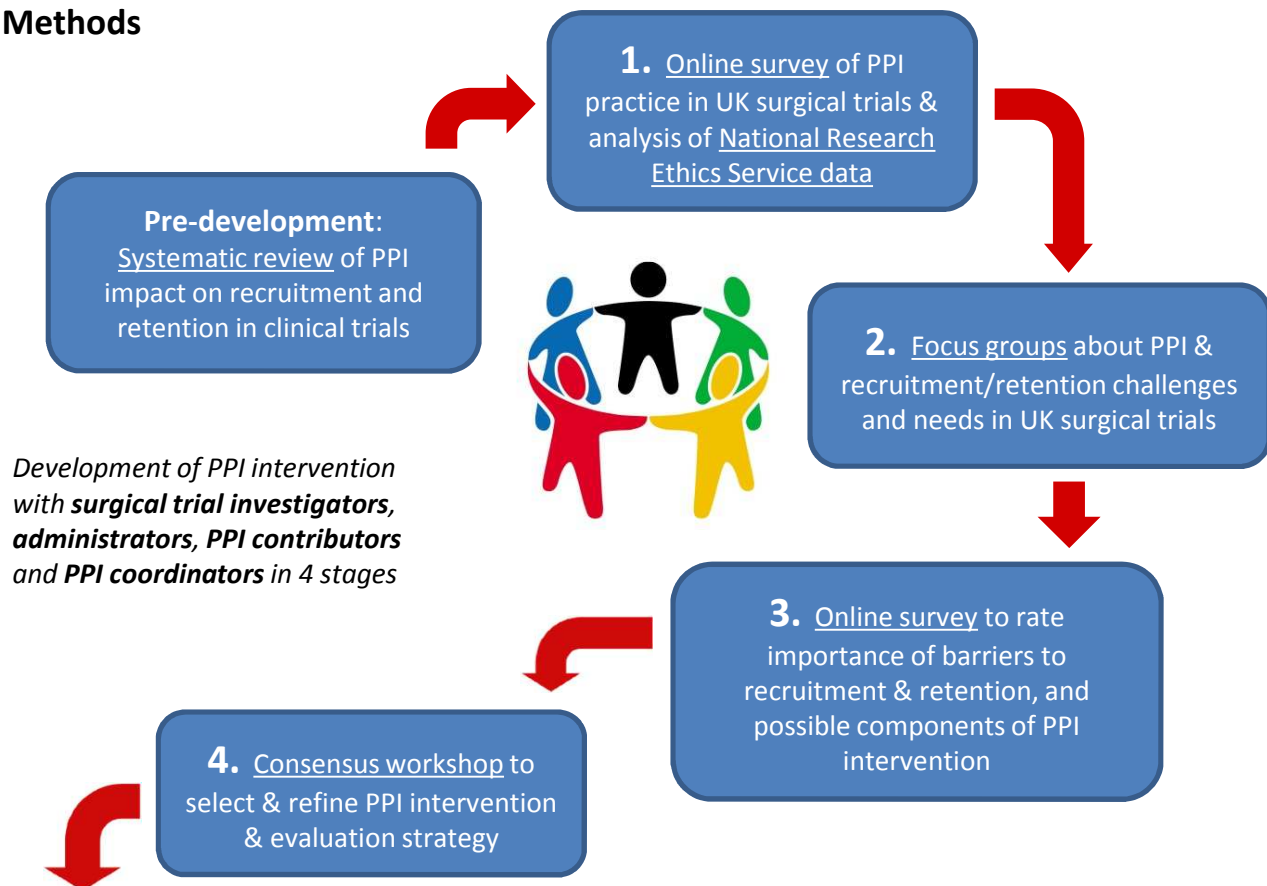 Methods
Pre-development:
Systematic review of PPI
impact on recruitment and
retention in clinical trials
1. Online survey of PPI
practice in UK surgical trials &
analysis of National Research
Ethics Service data
2. Focus groups about PPI &
recruitment/retention challenges
and needs in UK surgical trials
Development of PPI intervention
with surgical trial investigators,
administrators, PPI contributors
and PPI coordinators in 4 stages
3. Online survey to rate
importance of barriers to
recruitment & retention, and
possible components of PPI
intervention
4. Consensus workshop to
select & refine PPI intervention
& evaluation strategy